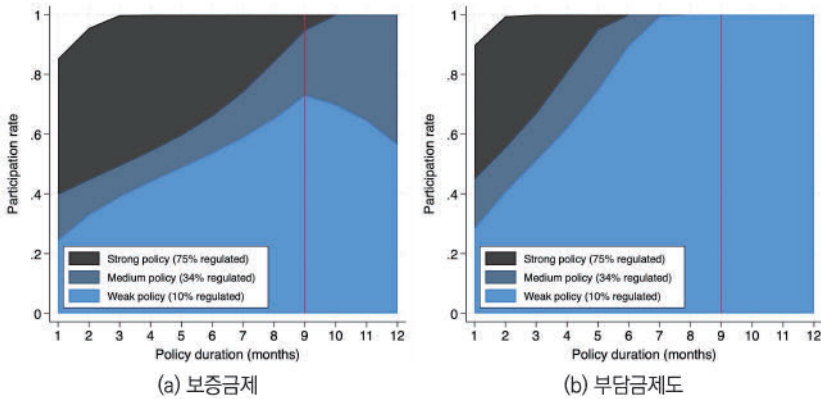 1
.8
.6
.4
.2
0
Participation rate
Strong policy (75% regulated)
Medium policy (34% regulated)
Weak policy (10% regulated)
1 2 3 4 5 6 7 8 9 10 11 12
Policy duration (months)
(a) 보증금제
1
.8
.6
.4
.2
0
Participation rate
Strong policy (75% regulated)
Medium policy (34% regulated)
Weak policy (10% regulated)
1 2 3 4 5 6 7 8 9 10 11 12
Policy duration (months)
(b) 부담금제도